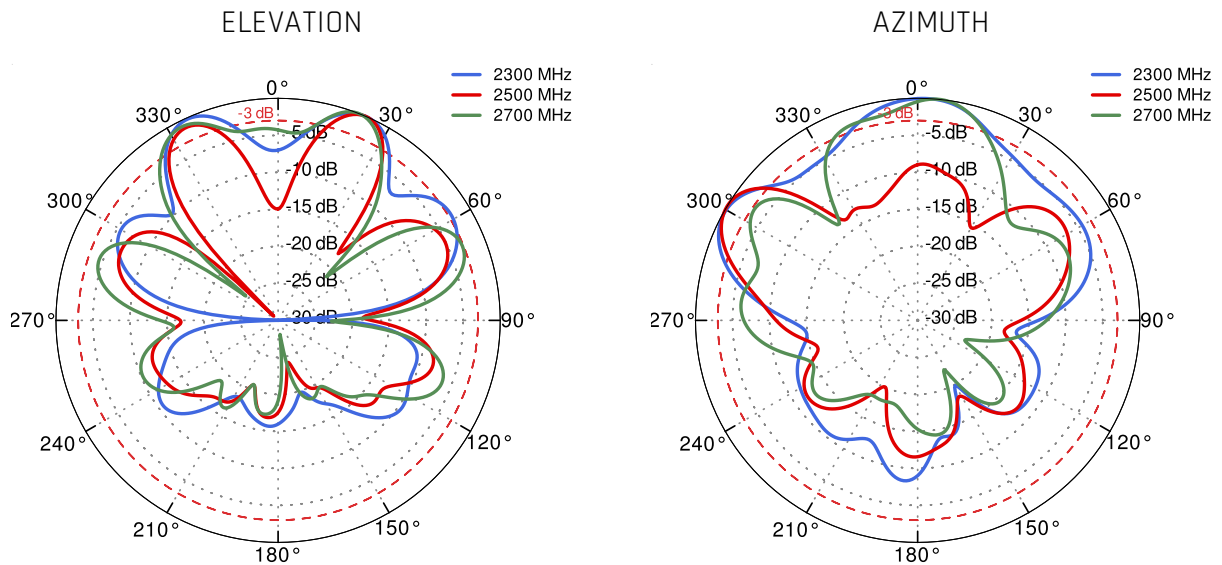 ELEVATION
2300 MHz
2500 MHz
2700 MHz
0°
-3 dB
330°
30°
-5 dB
-10 dB
300°
-15 dB
60°
-20 dB
-25 dB
270°
-30 dB
90°
240°
120°
210°
150°
180°
AZIMUTH
2300 MHz
2500 MHz
2700 MHz
0°
-3 dB
330°
30°
-5 dB
-10 dB
300°
-15 dB
60°
-20 dB
-25 dB
270°
-30 dB
90°
240°
120°
210°
150°
180°